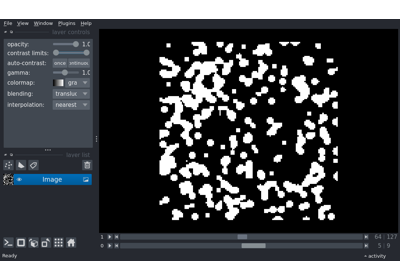 File View Window Plugins Help
layer controls
opacity: 1.0
contrast limits:
auto-contrast: once continuous
gamma: 1.0
colormap: gra
blending: transluc
interpolation: nearest
layer list
Image
1 64 127
0 5 9
Ready
activity